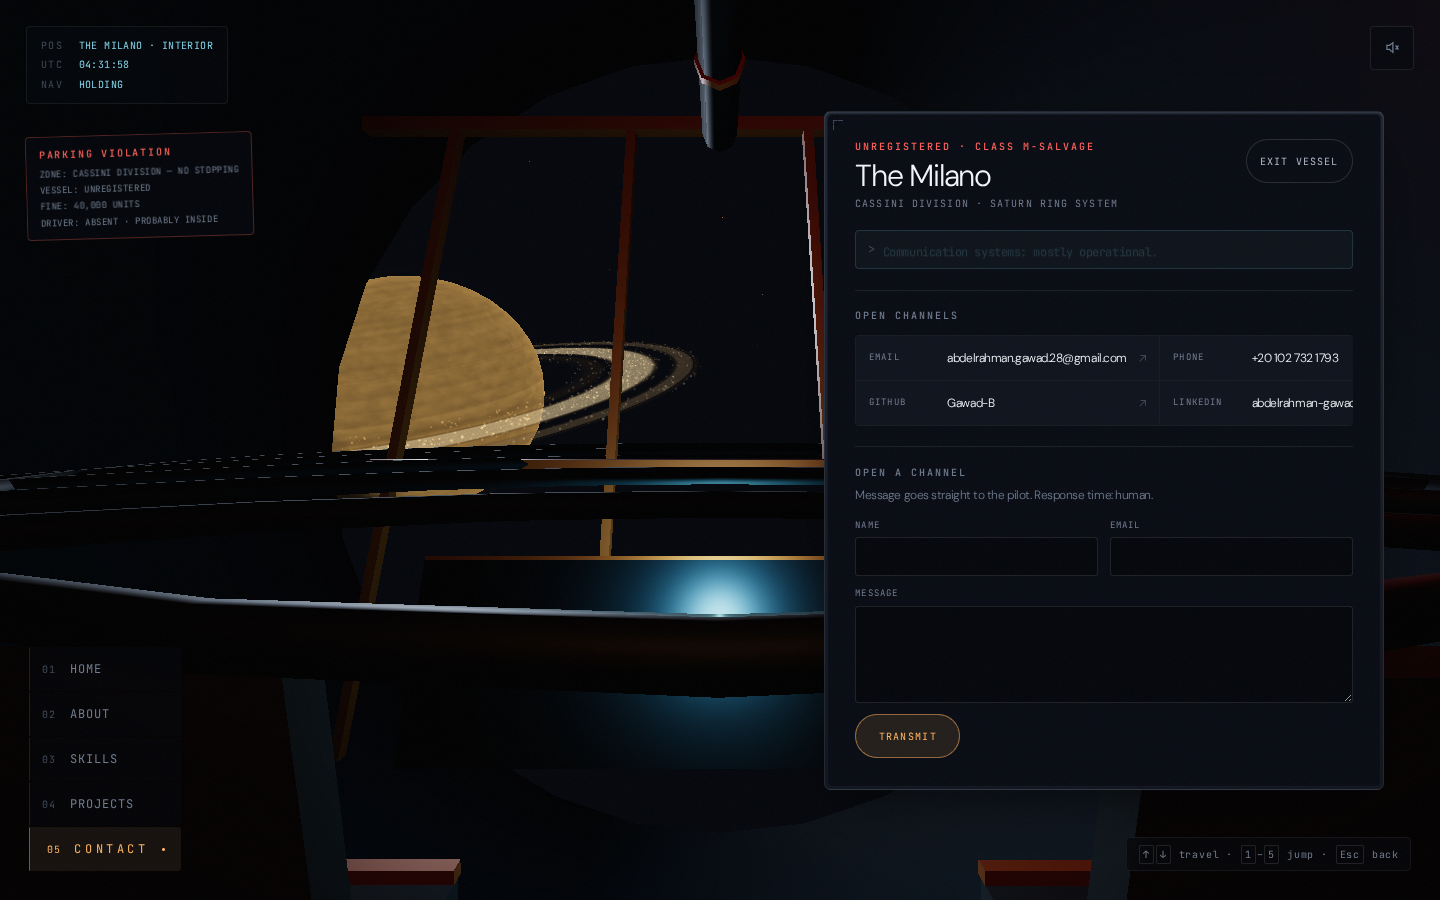 POS THE MILANO · INTERIOR
UTC 04:31:58
NAV HOLDING
PARKING VIOLATION
ZONE: CASSINI DIVISION — NO STOPPING
VESSEL: UNREGISTERED
FINE: 40,000 UNITS
DRIVER: ABSENT · PROBABLY INSIDE
UNREGISTERED · CLASS M-SALVAGE
The Milano
CASSINI DIVISION · SATURN RING SYSTEM
EXIT VESSEL
> Communication systems: mostly operational.
OPEN CHANNELS
EMAIL abdelrahman.gawad.28@gmail.com ↗
PHONE +20 102 732 1793
GITHUB Gawad-B ↗
LINKEDIN abdelrahman-gawad
OPEN A CHANNEL
Message goes straight to the pilot. Response time: human.
NAME
EMAIL
MESSAGE
TRANSMIT
01 HOME
02 ABOUT
03 SKILLS
04 PROJECTS
05 CONTACT •
↑ ↓ travel · 1 - 5 jump · Esc back